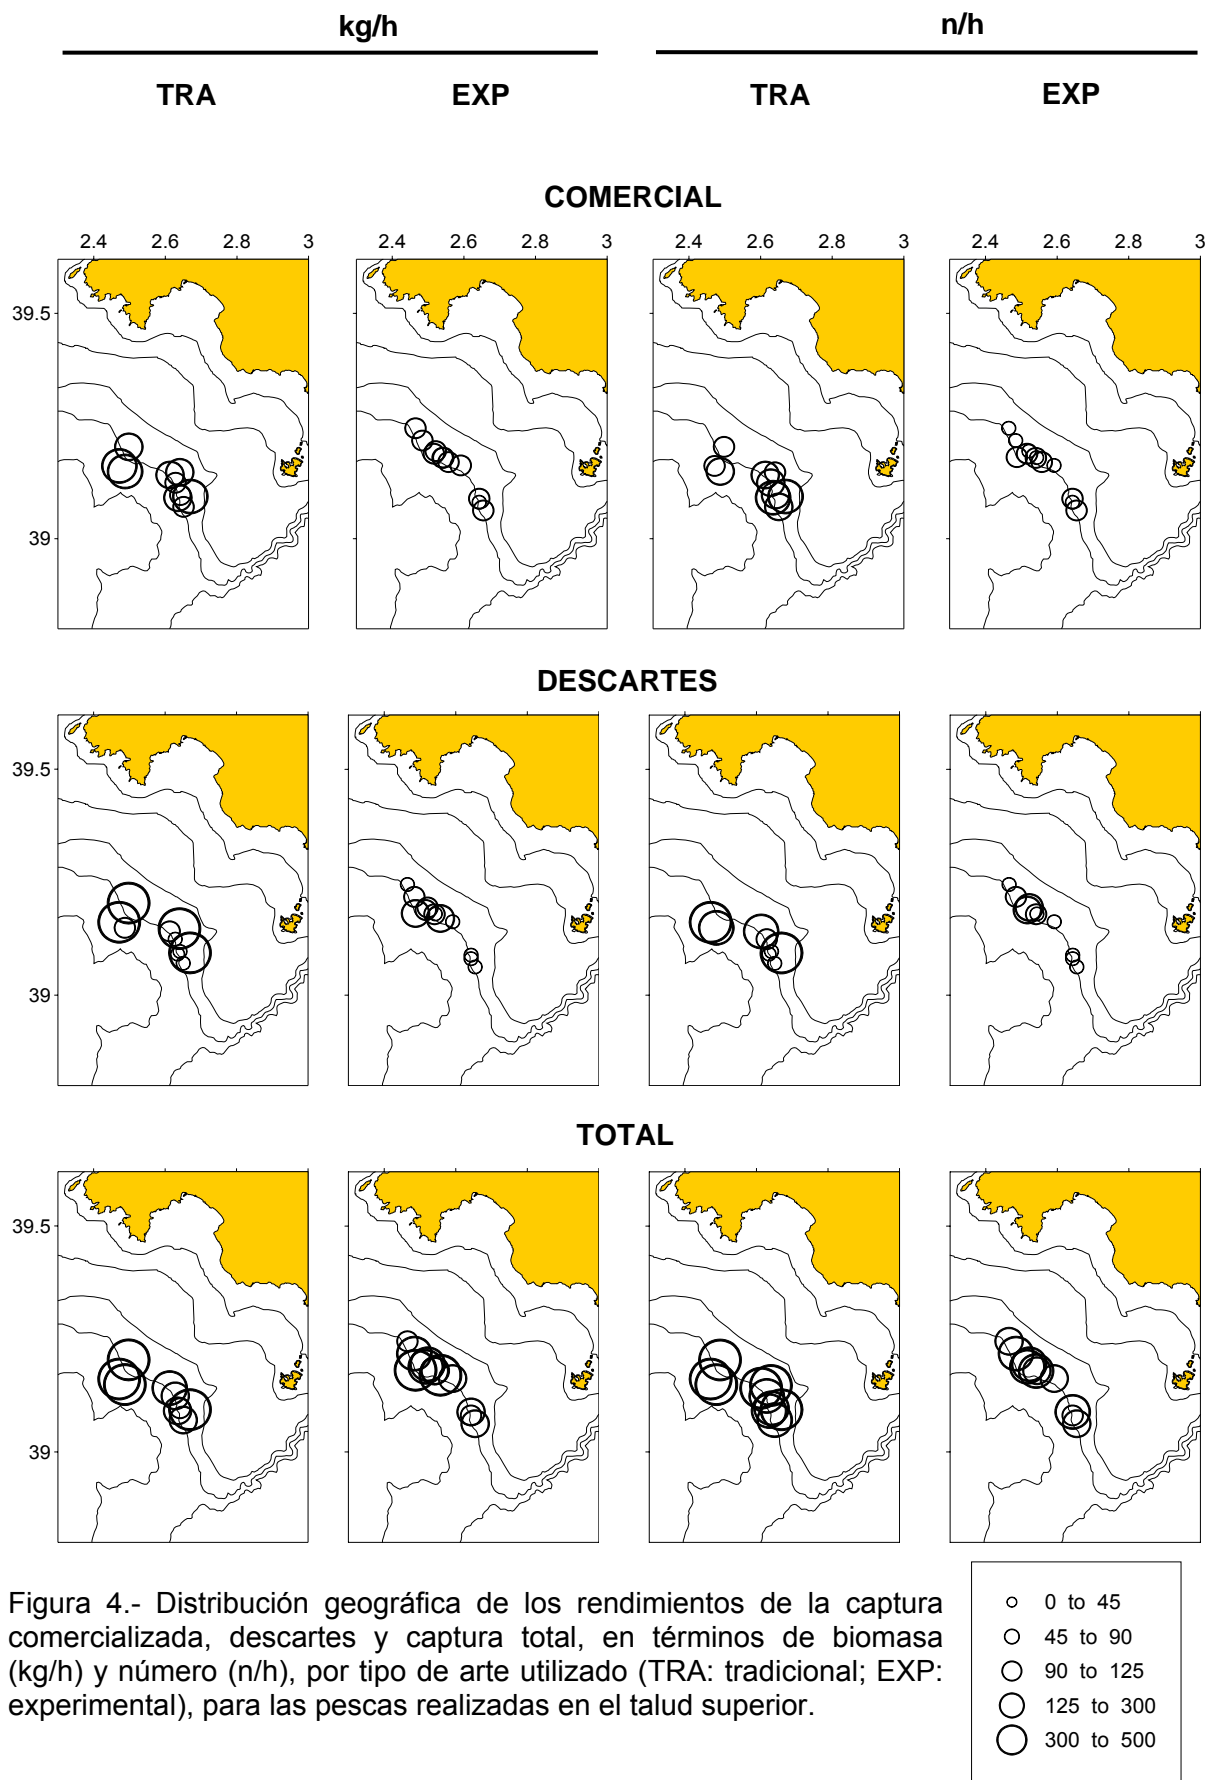 kg/h n/h
TRA EXP TRA EXP
COMERCIAL
2.4 2.6 2.8 3 2.4 2.6 2.8 3 2.4 2.6 2.8 3 2.4 2.6 2.8 3
39.5
39
DESCARTES
39.5
39
TOTAL
39.5
39
Figura 4.- Distribución geográfica de los rendimientos de la captura
comercializada, descartes y captura total, en términos de biomasa
(kg/h) y número (n/h), por tipo de arte utilizado (TRA: tradicional; EXP:
experimental), para las pescas realizadas en el talud superior.
0 to 45
45 to 90
90 to 125
125 to 300
300 to 500